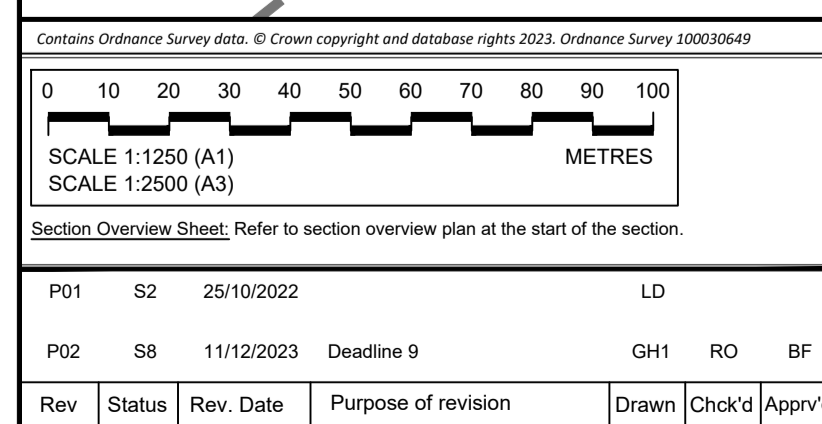 Contains Ordnance Survey data. © Crown copyright and database rights 2023. Ordnance Survey 100030649
0 10 20 30 40 50 60 70 80 90 100
SCALE 1:1250 (A1) METRES
SCALE 1:2500 (A3)
Section Overview Sheet: Refer to section overview plan at the start of the section.
P01 S2 25/10/2022 LD
P02 S8 11/12/2023 Deadline 9 GH1 RO BF
Rev Status Rev. Date Purpose of revision Drawn Chck'd Apprv'